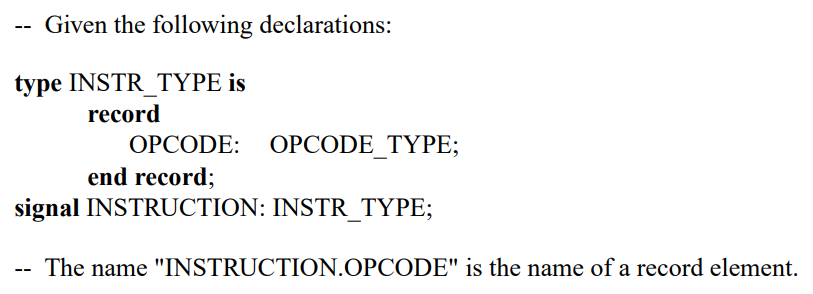 -- Given the following declarations:
type INSTR_TYPE is
record
OPCODE: OPCODE_TYPE;
end record;
signal INSTRUCTION: INSTR_TYPE;
-- The name "INSTRUCTION.OPCODE" is the name of a record element.